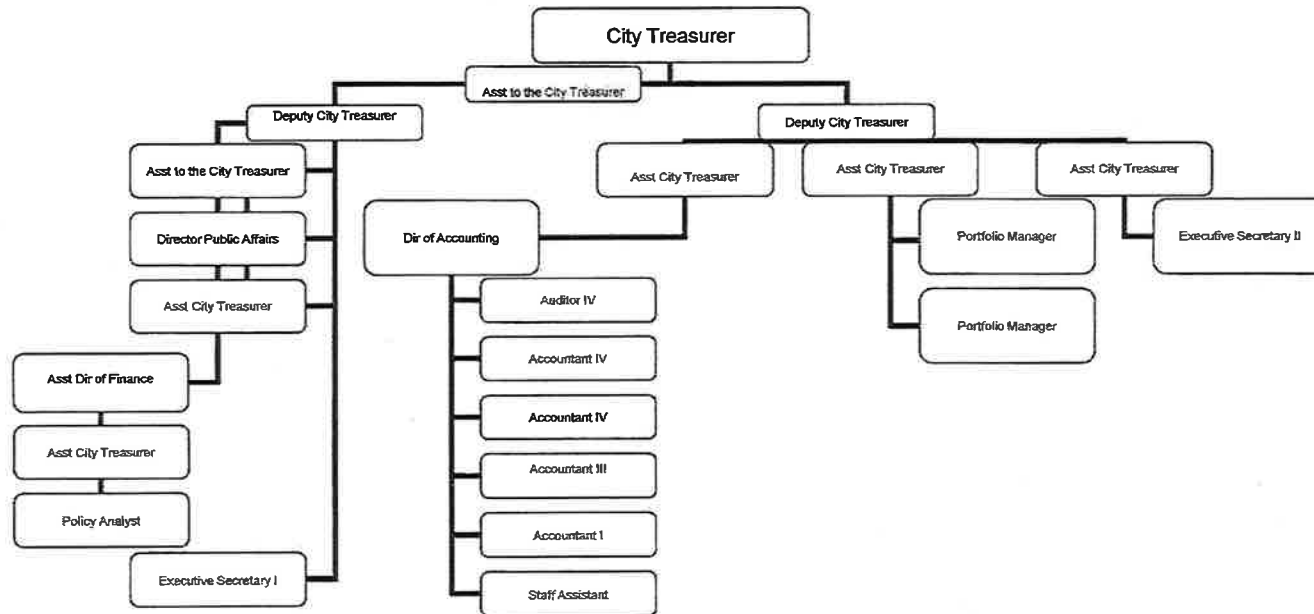 City Treasurer
Asst to the City Treasurer
Deputy City Treasurer
Deputy City Treasurer
Asst to the City Treasurer
Asst City Treasurer
Asst City Treasurer
Asst City Treasurer
Director Public Affairs
Dir of Accounting
Portfolio Manager
Executive Secretary II
Asst City Treasurer
Auditor IV
Portfolio Manager
Asst Dir of Finance
Accountant IV
Accountant IV
Asst City Treasurer
Accountant III
Policy Analyst
Accountant I
Executive Secretary I
Staff Assistant